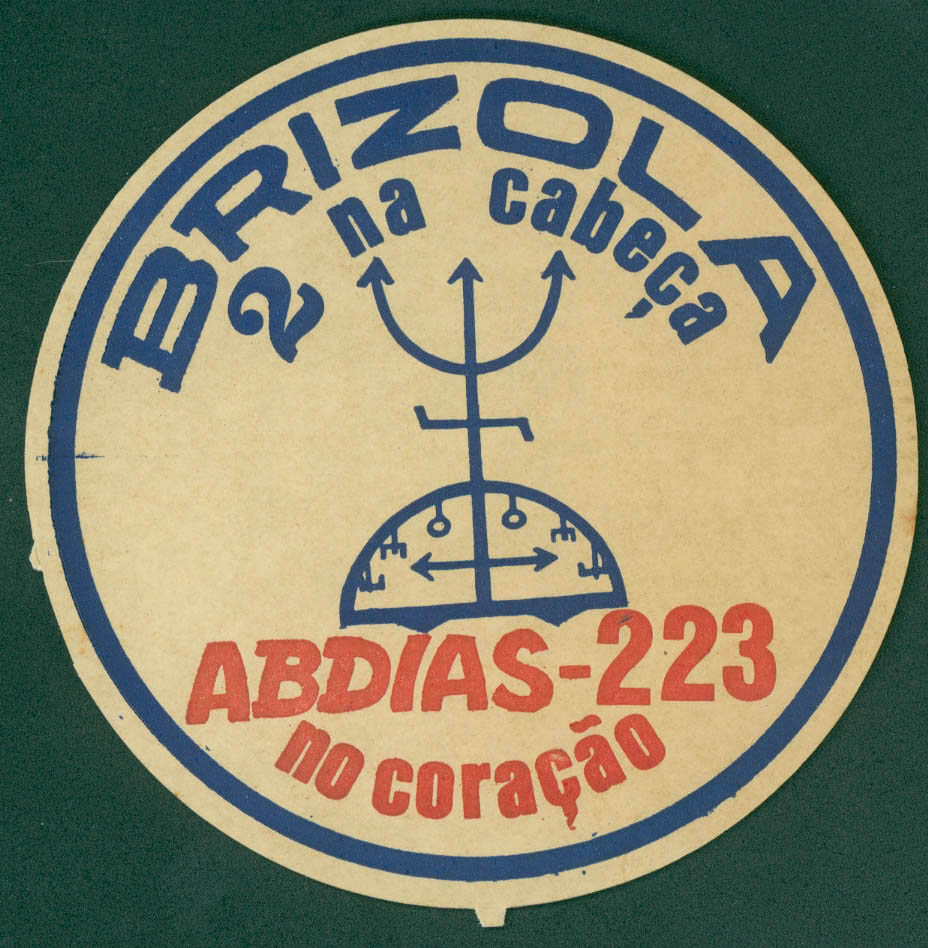 BRIZOLA
2 na cabeça
ABDIAS-223
no coração